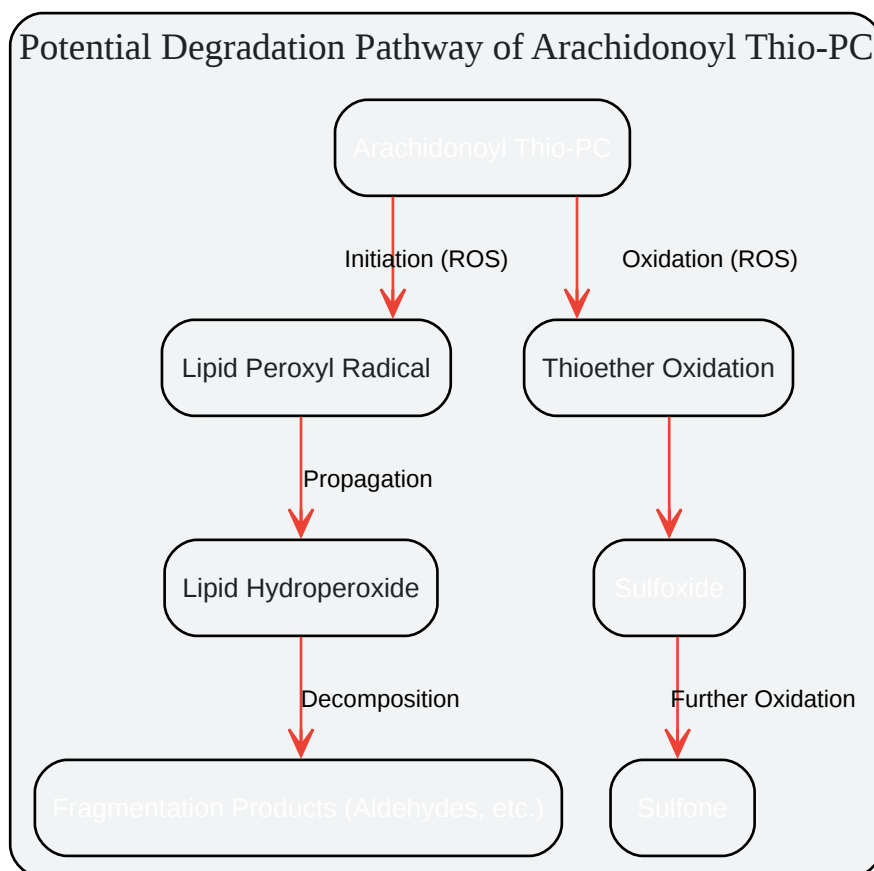 Potential Degradation Pathway of Arachidonoyl Thio-PC
Arachidonoyl Thio-PC
Initiation (ROS)
Oxidation (ROS)
Lipid Peroxyl Radical
Thioether Oxidation
Propagation
Lipid Hydroperoxide
Sulfoxide
Decomposition
Further Oxidation
Fragmentation Products (Aldehydes, etc.)
Sulfone